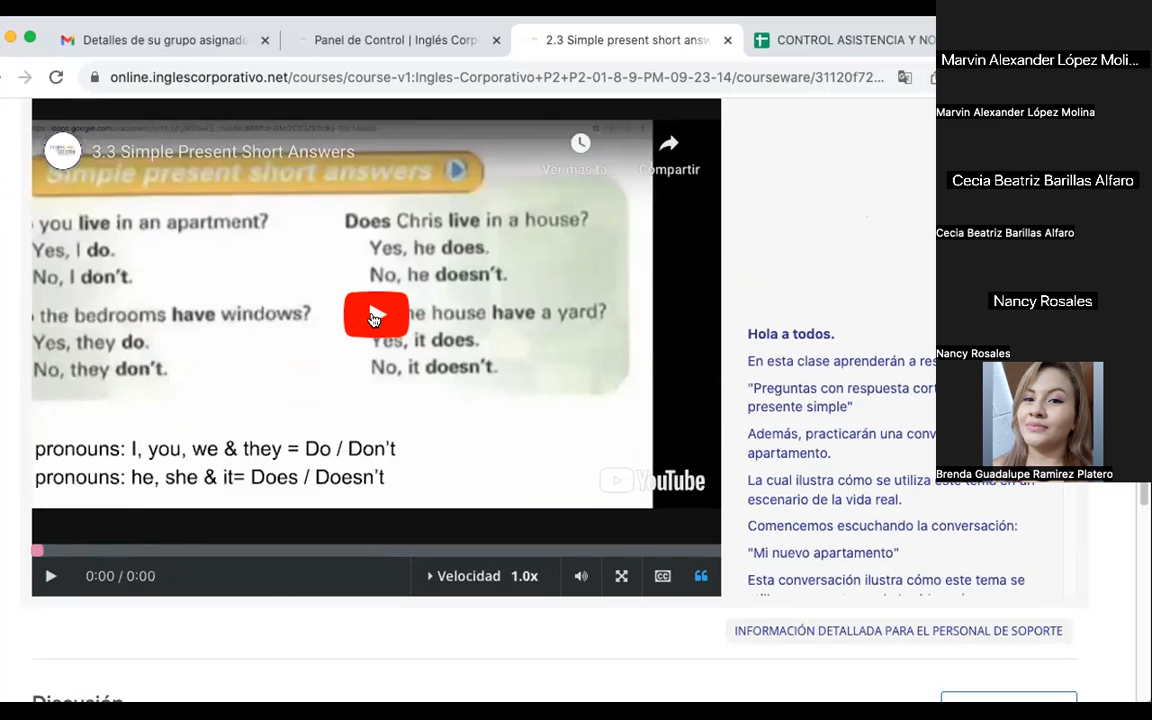 Detalles de su grupo asignado
Panel de Control | Inglés Corp
2.3 Simple present short answ
CONTROL ASISTENCIA Y NO
online.inglescorporativo.net/courses/course-v1:Ingles-Corporativo+P2+P2-01-8-9-PM-09-23-14/courseware/31120f72...
3.3 Simple Present Short Answers
Ver más ta
Compartir
Simple present short answers
you live in an apartment?
Yes, I do.
No, I don't.
the bedrooms have windows?
Yes, they do.
No, they don't.
Does Chris live in a house?
Yes, he does.
No, he doesn't.
he house have a yard?
Yes, it does.
No, it doesn't.
pronouns: I, you, we & they = Do / Don't
pronouns: he, she & it= Does / Doesn't
YouTube
0:00 / 0:00
Velocidad 1.0x
CC
Hola a todos.
En esta clase aprenderán a res
"Preguntas con respuesta cort
presente simple"
Además, practicarán una conv
apartamento.
La cual ilustra cómo se utiliza este tema en un
escenario de la vida real.
Comencemos escuchando la conversación:
"Mi nuevo apartamento"
Esta conversación ilustra cómo este tema se
INFORMACIÓN DETALLADA PARA EL PERSONAL DE SOPORTE
Discusión
Marvin Alexander López Moli...
Marvin Alexander López Molina
Cecia Beatriz Barillas Alfaro
Cecia Beatriz Barillas Alfaro
Nancy Rosales
Nancy Rosales
Brenda Guadalupe Ramirez Platero